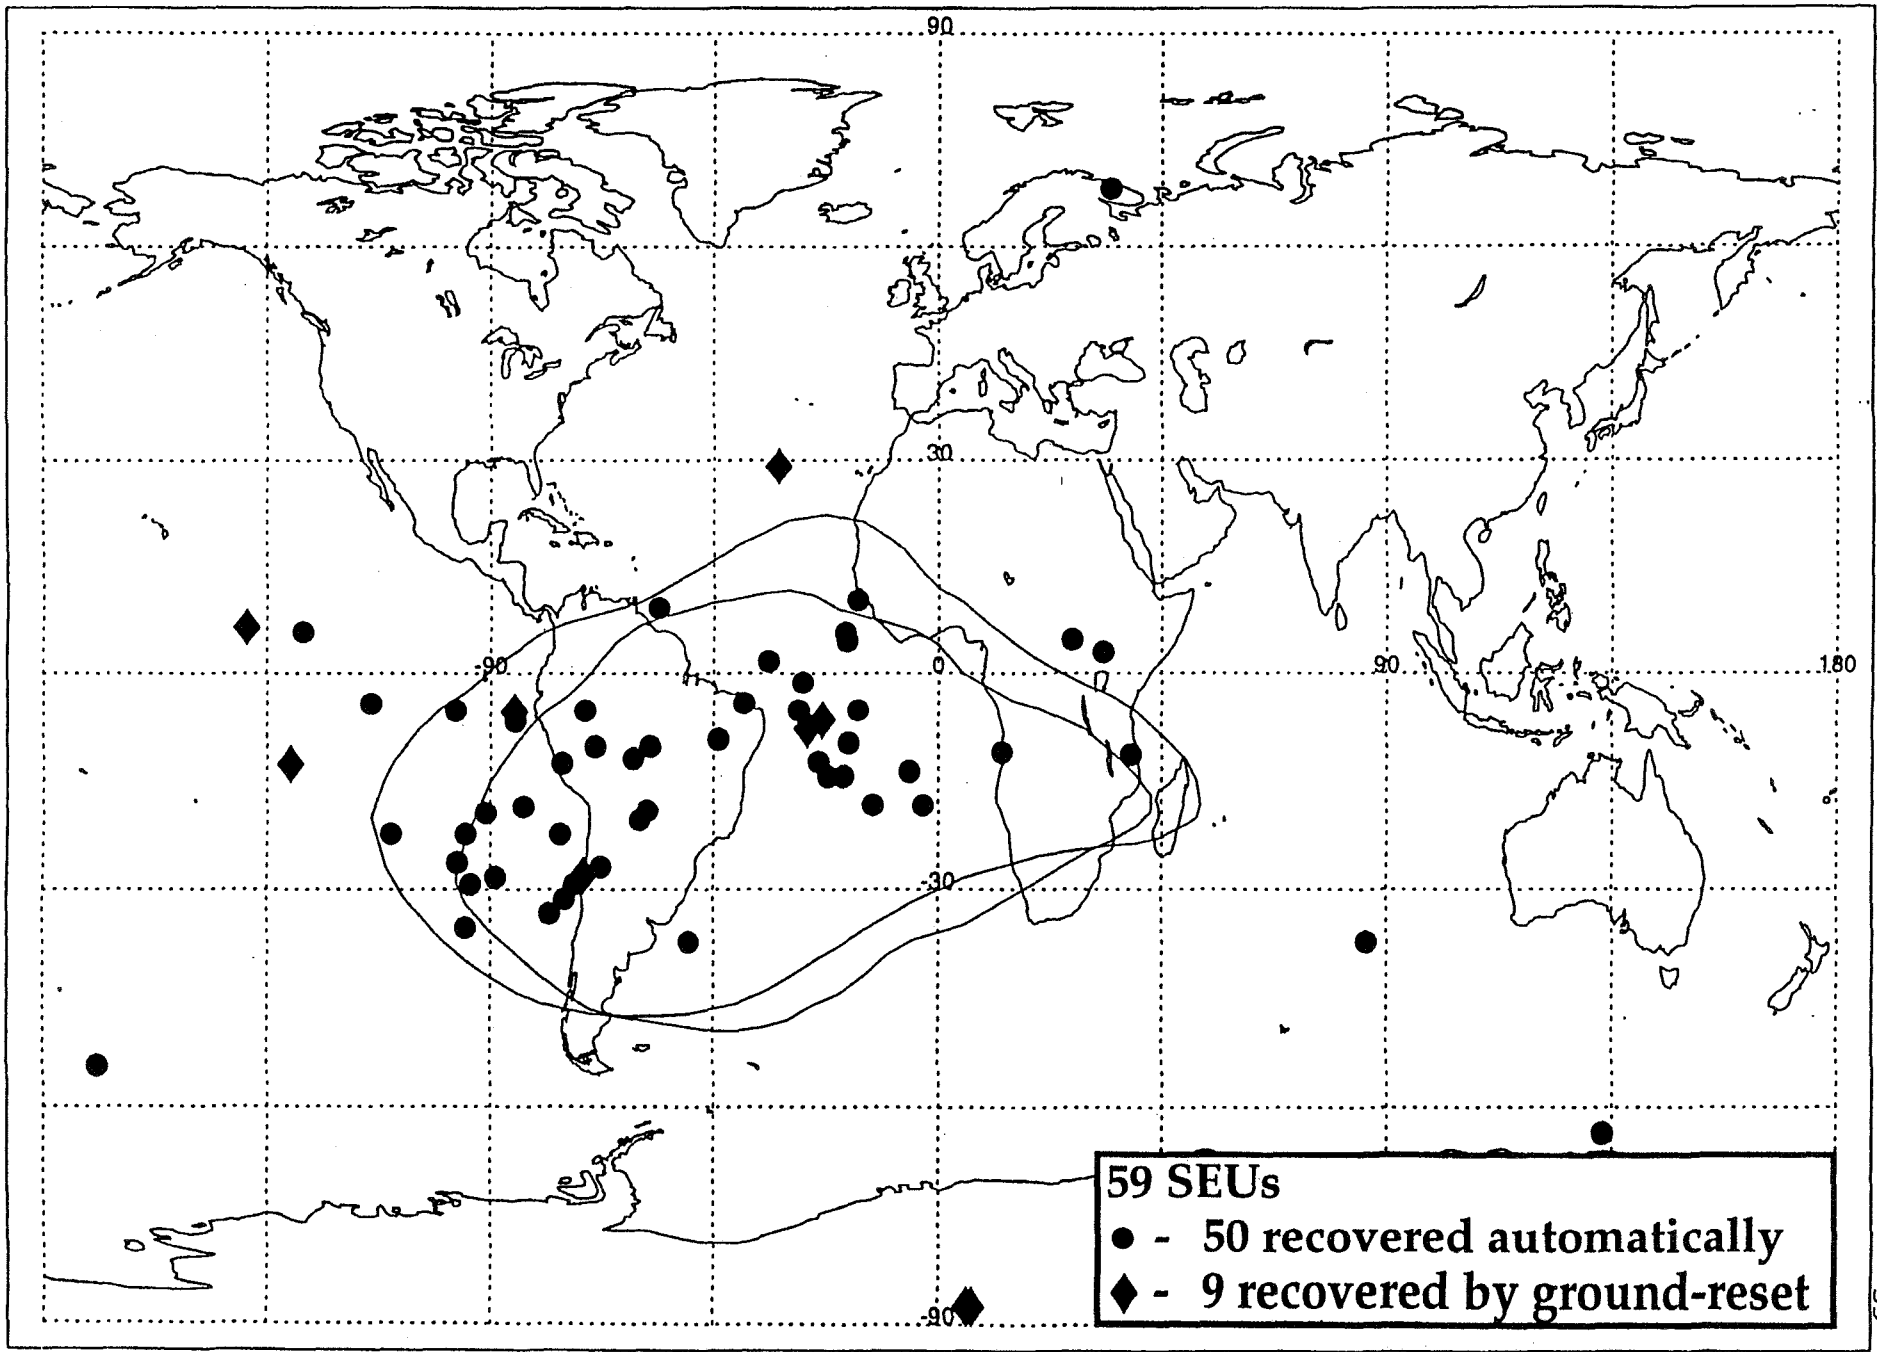 90
30
-90
0
90
180
-30
-90
59 SEUs
● - 50 recovered automatically
♦ - 9 recovered by ground-reset